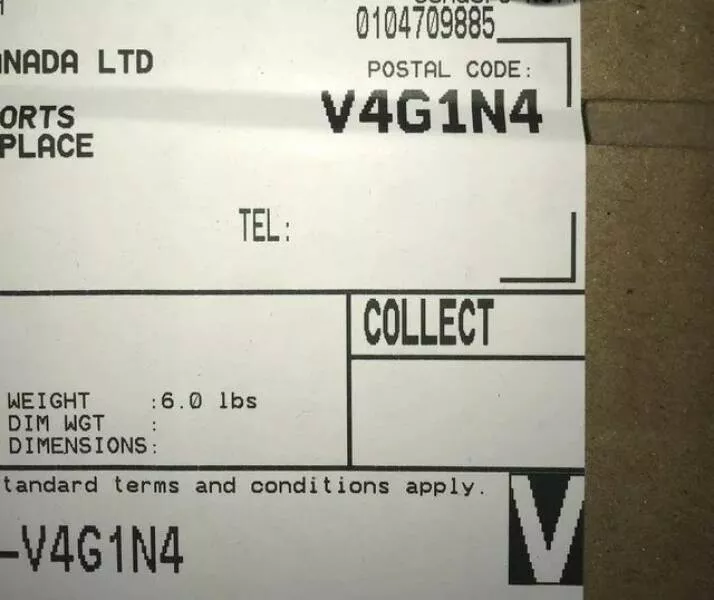 0104709885
ANADA LTD
POSTAL CODE:
V4G1N4
ORTS
PLACE
TEL:
COLLECT
WEIGHT :6.0 lbs
DIM WGT :
DIMENSIONS:
tandard terms and conditions apply.
-V4G1N4
V